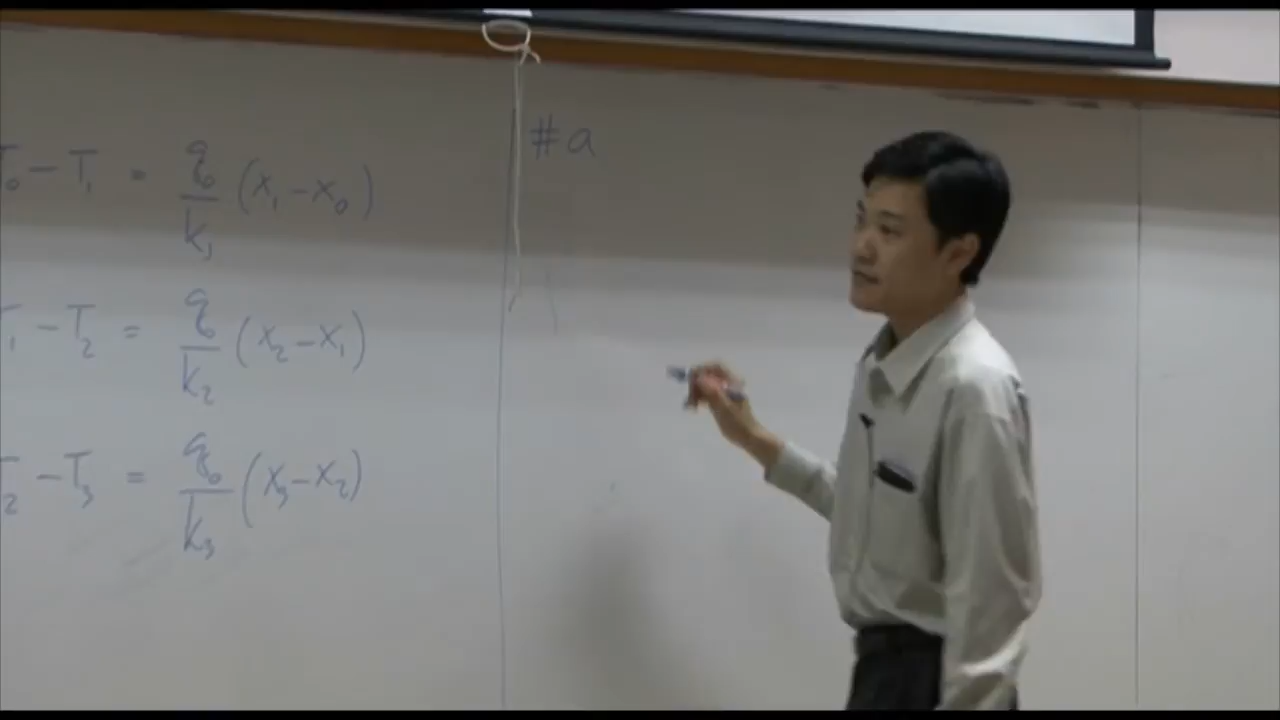 T₀ − T₁ = q₀/k₁ (x₁ − x₀)
T₁ − T₂ = q₀/k₂ (x₂ − x₁)
T₂ − T₃ = q₀/k₃ (x₃ − x₂)
#a